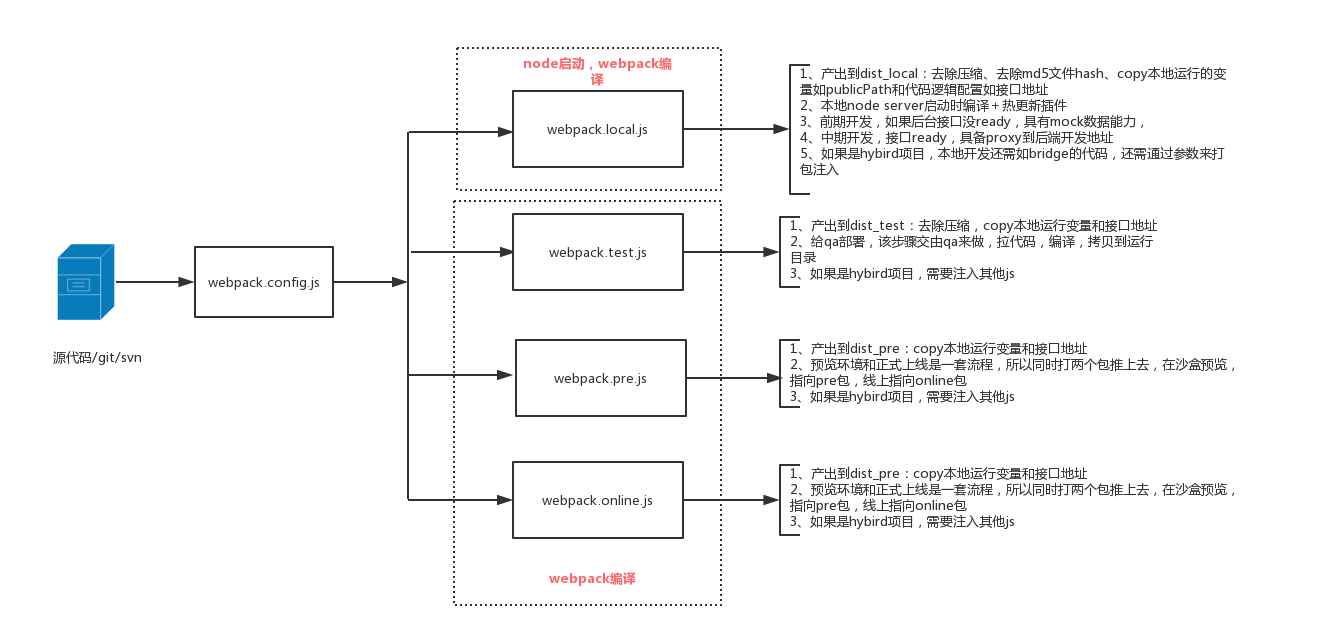 node启动，webpack编
译
webpack.local.js
1、产出到dist_local：去除压缩、去除md5文件hash、copy本地运行的变
量如publicPath和代码逻辑配置如接口地址
2、本地node server启动时编译＋热更新插件
3、前期开发，如果后台接口没ready，具有mock数据能力，
4、中期开发，接口ready，具备proxy到后端开发地址
5、如果是hybird项目，本地开发还需如bridge的代码，还需通过参数来打
包注入
源代码/git/svn
webpack.config.js
webpack.test.js
1、产出到dist_test：去除压缩，copy本地运行变量和接口地址
2、给qa部署，该步骤交由qa来做，拉代码，编译，拷贝到运行
目录
3、如果是hybird项目，需要注入其他js
webpack.pre.js
1、产出到dist_pre：copy本地运行变量和接口地址
2、预览环境和正式上线是一套流程，所以同时打两个包推上去，在沙盒预览，
指向pre包，线上指向online包
3、如果是hybird项目，需要注入其他js
webpack.online.js
1、产出到dist_pre：copy本地运行变量和接口地址
2、预览环境和正式上线是一套流程，所以同时打两个包推上去，在沙盒预览，
指向pre包，线上指向online包
3、如果是hybird项目，需要注入其他js
webpack编译